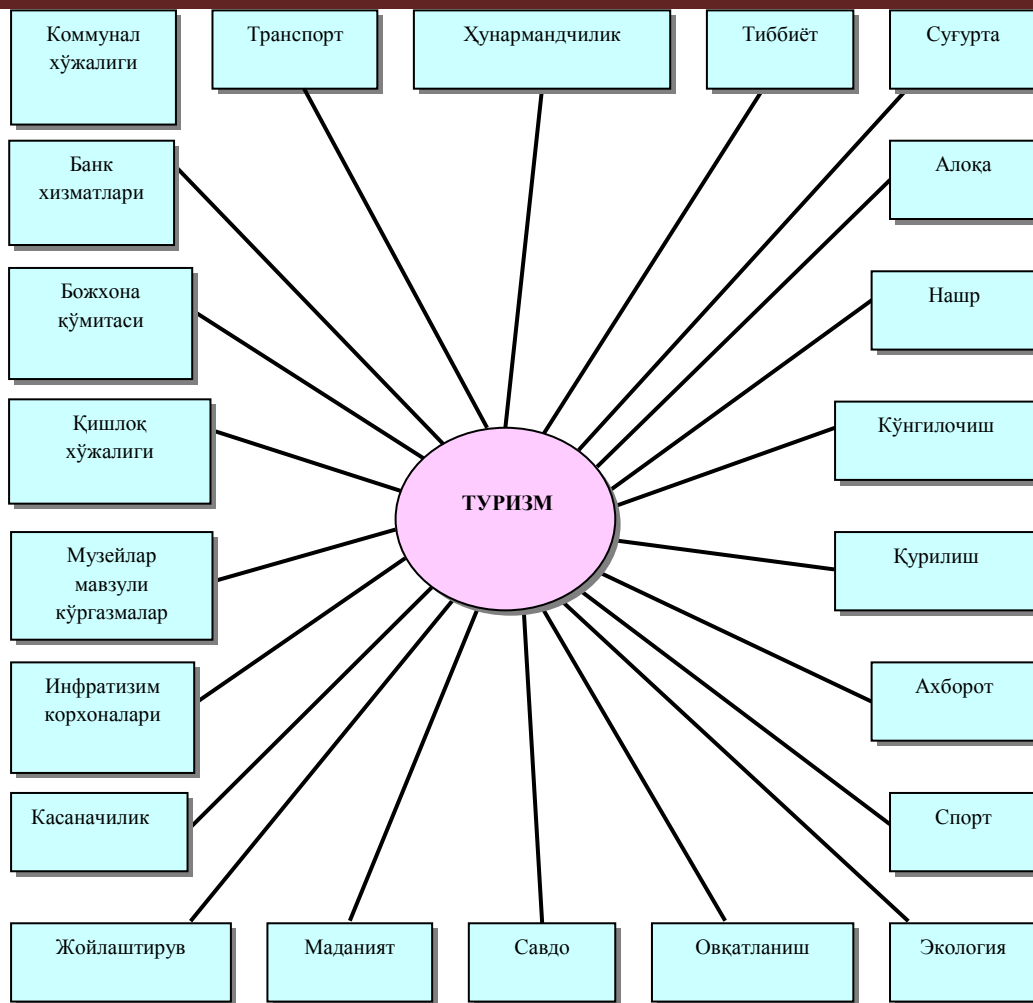 Коммунал
хўжалиги
Транспорт
Ҳунармандчилик
Тиббиёт
Суғурта
Банк
хизматлари
Алоқа
Божхона
қўмитаси
Нашр
Қишлоқ
хўжалиги
Кўнгилочиш
ТУРИЗМ
Музейлар
мавзули
кўргазмалар
Қурилиш
Инфратизим
корхоналари
Ахборот
Касаначилик
Спорт
Жойлаштирув
Маданият
Савдо
Овқатланиш
Экология